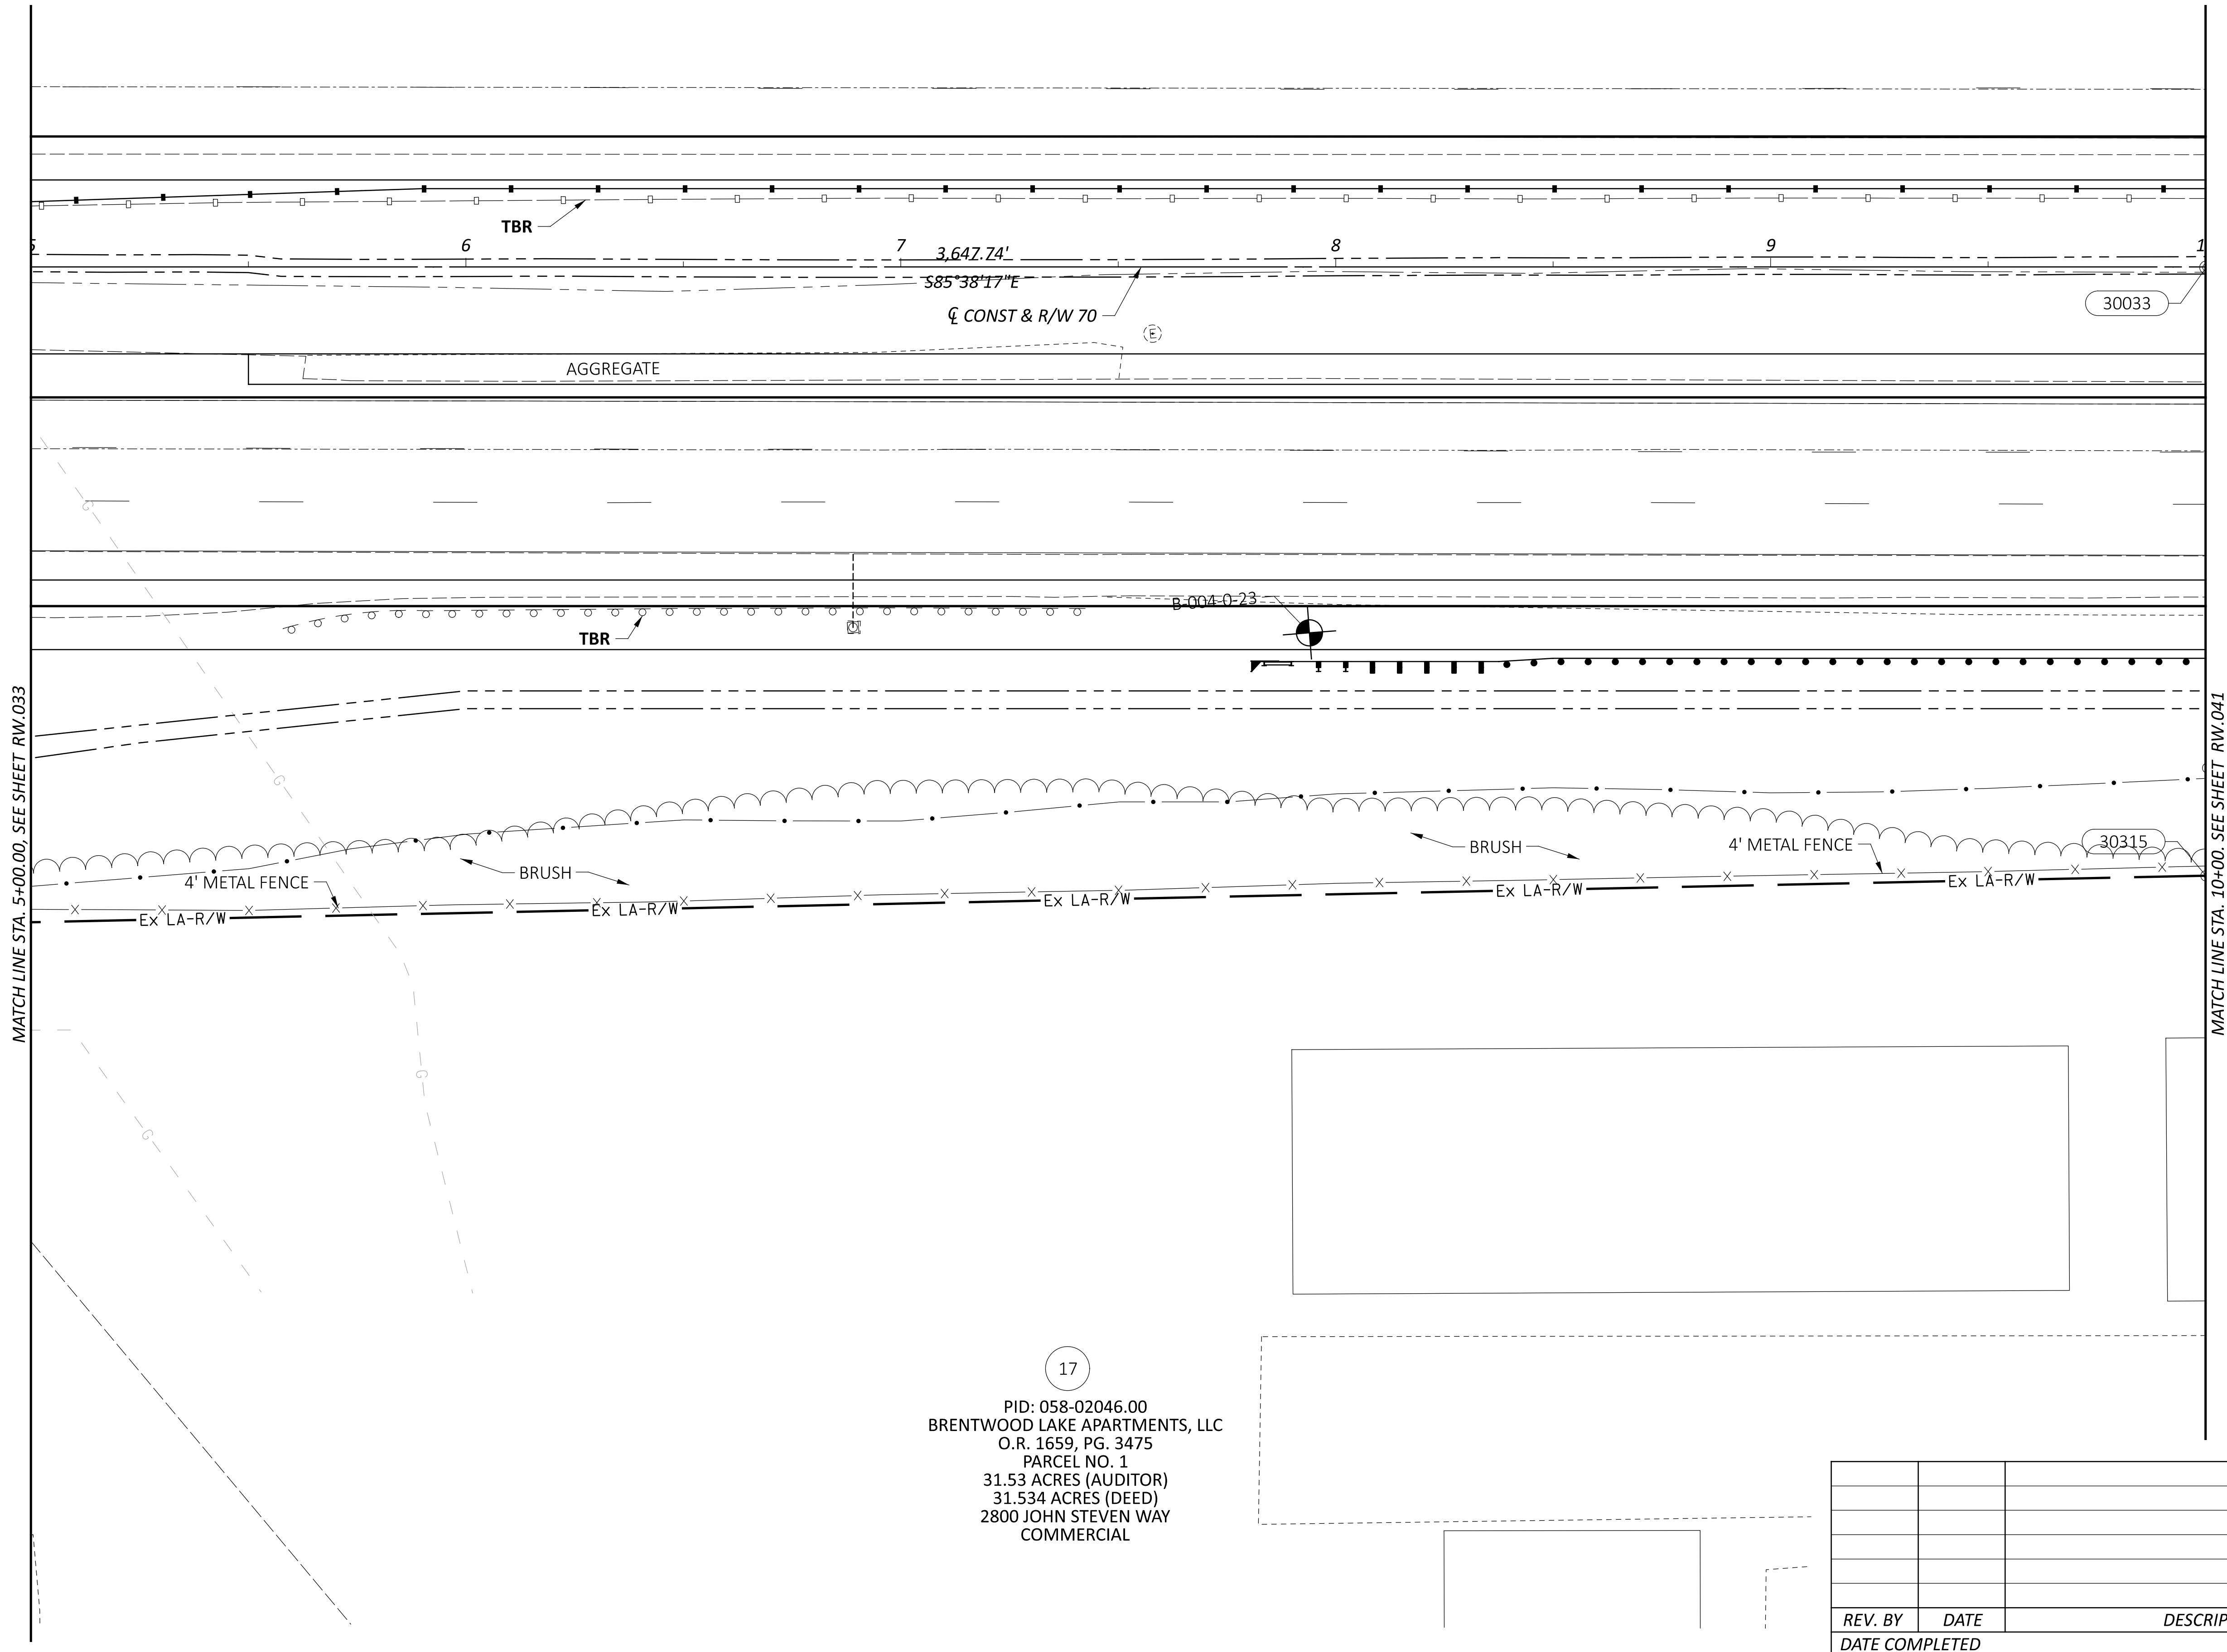 TBR
5
6
7
8
9
1
3,647.74'
S85°38'17"E
℄ CONST & R/W 70
E
30033
AGGREGATE
G
B-004-0-23
TBR
MATCH LINE STA. 5+00.00, SEE SHEET RW.033
MATCH LINE STA. 10+00. SEE SHEET RW.041
G
BRUSH
4' METAL FENCE
30315
BRUSH
4' METAL FENCE
Ex LA-R/W
Ex LA-R/W
Ex LA-R/W
Ex LA-R/W
Ex LA-R/W
G
G
17
PID: 058-02046.00
BRENTWOOD LAKE APARTMENTS, LLC
O.R. 1659, PG. 3475
PARCEL NO. 1
31.53 ACRES (AUDITOR)
31.534 ACRES (DEED)
2800 JOHN STEVEN WAY
COMMERCIAL
REV. BY DATE DESCRIP
DATE COMPLETED